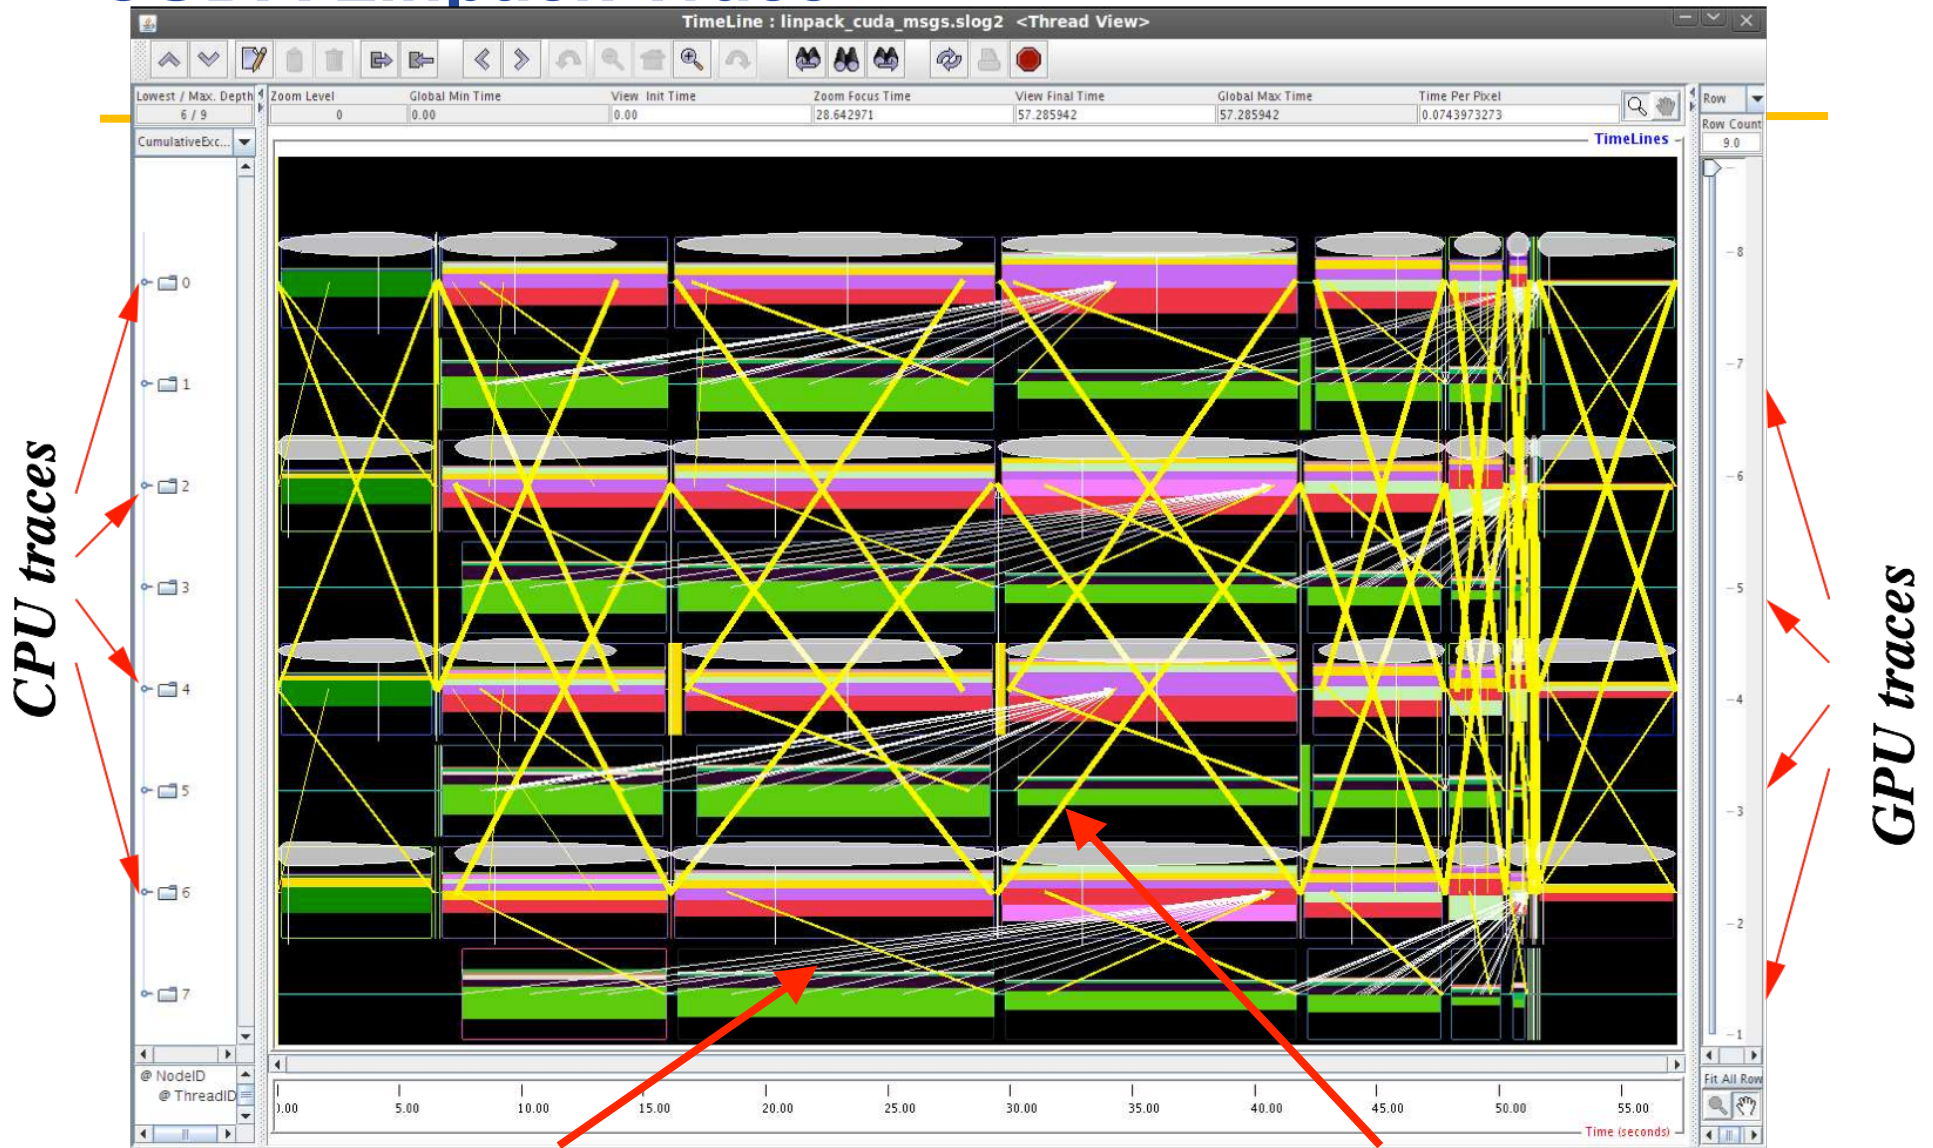 TimeLine : linpack_cuda_msgs.slog2 <Thread View>
Lowest / Max. Depth
Zoom Level
Global Min Time
View Init Time
Zoom Focus Time
View Final Time
Global Max Time
Time Per Pixel
Row
6 / 9
0
0.00
0.00
28.642971
57.285942
57.285942
0.0743973273
Row Count
CumulativeExc...
TimeLines
9.0
0
1
2
3
4
5
6
7
8
7
6
5
4
3
2
1
CPU traces
GPU traces
@ NodeID
@ ThreadID
Fit All Row
5.00
10.00
15.00
20.00
25.00
30.00
35.00
40.00
45.00
50.00
55.00
Time (seconds)